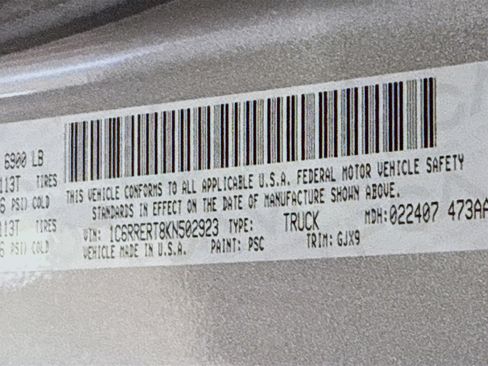 6900 LB
113T TIRES
6 PSI) COLD
113T TIRES
6 PSI) COLD
THIS VEHICLE CONFORMS TO ALL APPLICABLE U.S.A. FEDERAL MOTOR VEHICLE SAFETY
STANDARDS IN EFFECT ON THE DATE OF MANUFACTURE SHOWN ABOVE.
VIN: 1C6RRERT8KN502923 TYPE: TRUCK MDH: 022407 473AA
VEHICLE MADE IN U.S.A. PAINT: PSC TRIM: GJX9